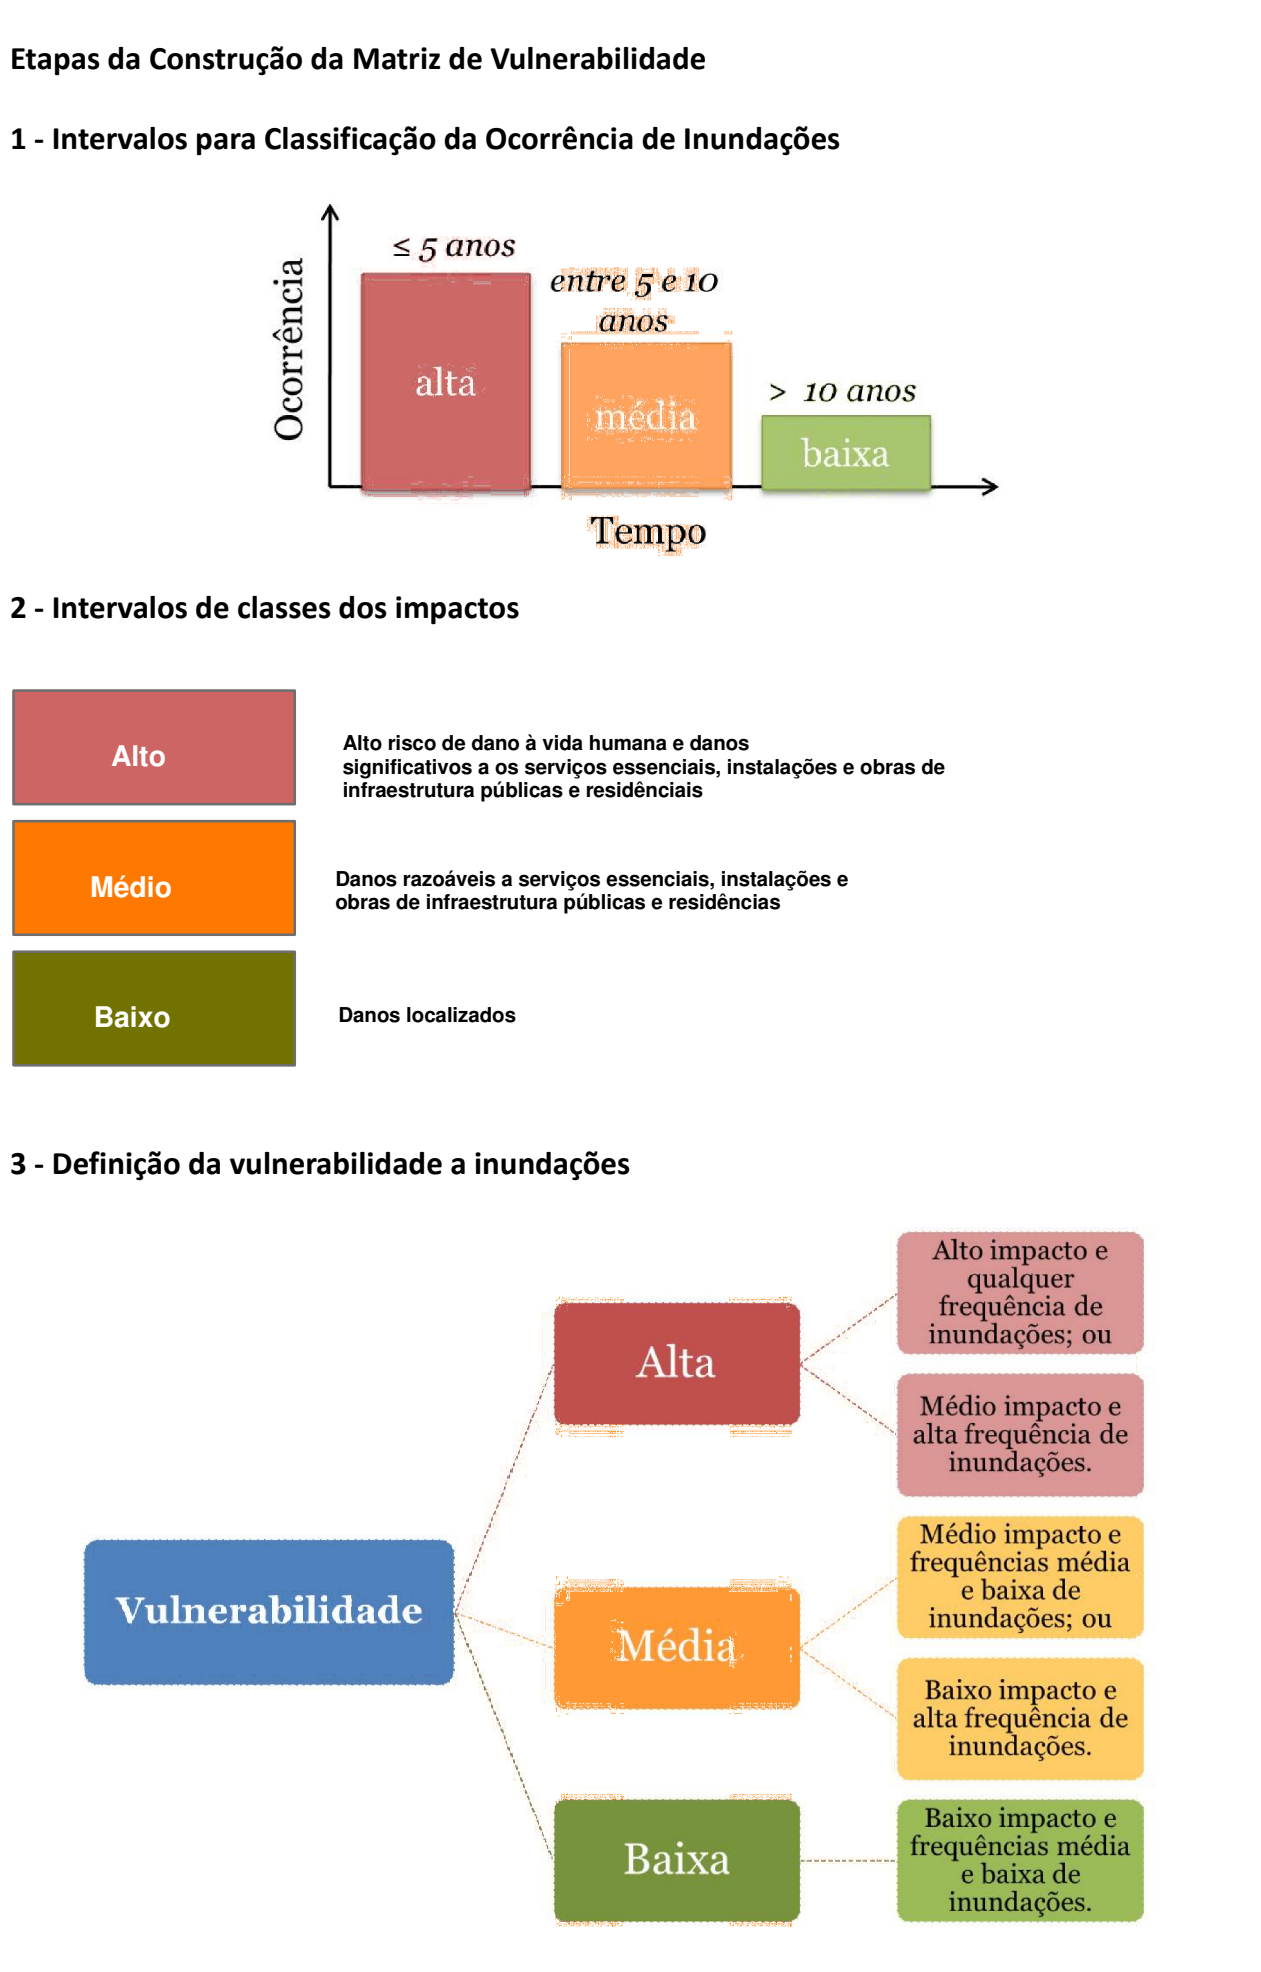 Etapas da Construção da Matriz de Vulnerabilidade
1 - Intervalos para Classificação da Ocorrência de Inundações
Ocorrência
≤ 5 anos
alta
entre 5 e 10
anos
média
> 10 anos
baixa
Tempo
2 - Intervalos de classes dos impactos
Alto
Alto risco de dano à vida humana e danos
significativos a os serviços essenciais, instalações e obras de
infraestrutura públicas e residênciais
Médio
Danos razoáveis a serviços essenciais, instalações e
obras de infraestrutura públicas e residências
Baixo
Danos localizados
3 - Definição da vulnerabilidade a inundações
Vulnerabilidade
Alta
Alto impacto e
qualquer
frequência de
inundações; ou
Médio impacto e
alta frequência de
inundações.
Média
Médio impacto e
frequências média
e baixa de
inundações; ou
Baixo impacto e
alta frequência de
inundações.
Baixa
Baixo impacto e
frequências média
e baixa de
inundações.